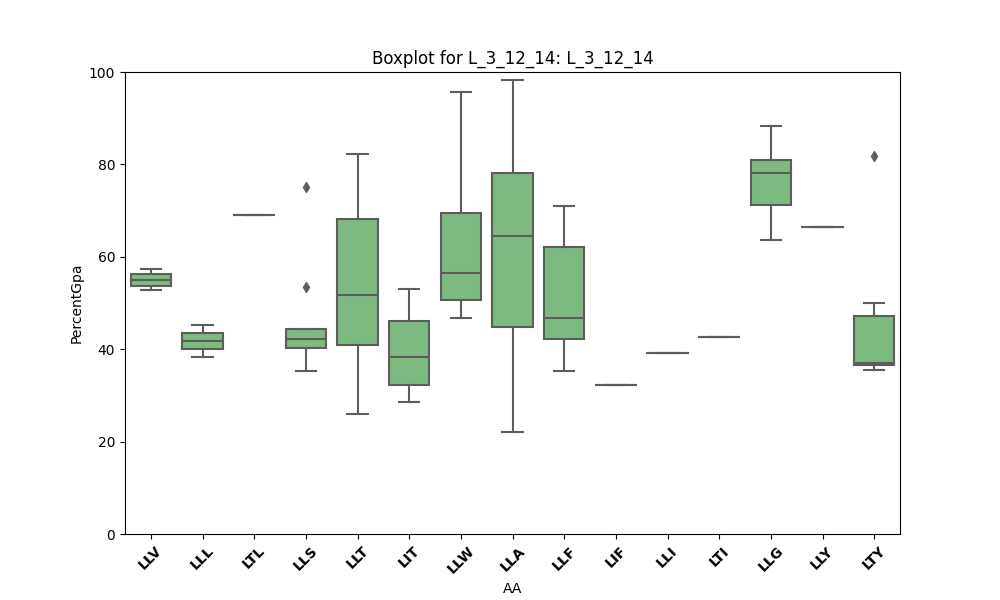 Boxplot for L_3_12_14: L_3_12_14
100
80
60
40
20
0
PercentGpa
LLV LLL LTL LLS LLT LIT LLW LLA LLF LIF LLI LTI LLG LLY LTY
AA